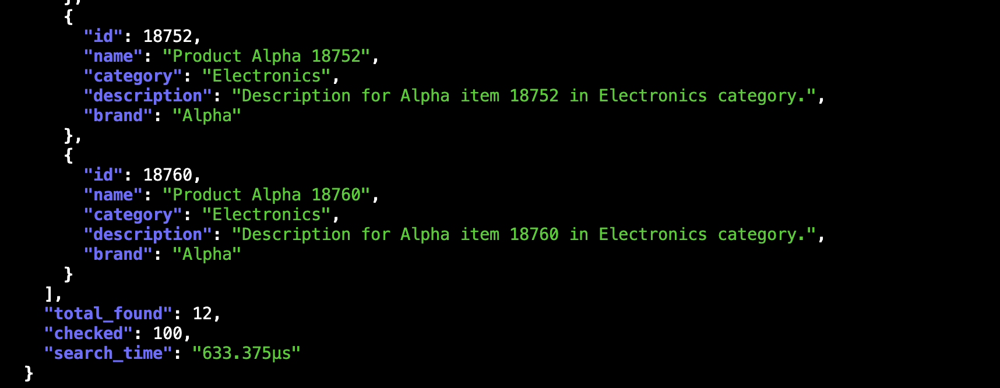 },
{
"id": 18752,
"name": "Product Alpha 18752",
"category": "Electronics",
"description": "Description for Alpha item 18752 in Electronics category.",
"brand": "Alpha"
},
{
"id": 18760,
"name": "Product Alpha 18760",
"category": "Electronics",
"description": "Description for Alpha item 18760 in Electronics category.",
"brand": "Alpha"
}
],
"total_found": 12,
"checked": 100,
"search_time": "633.375µs"
}